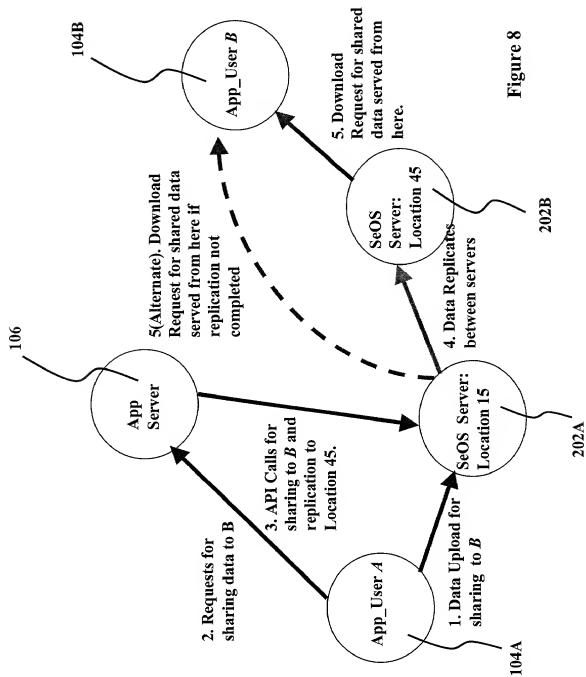 104B
App_User B
5. Download
Request for shared
data served from
here.
Figure 8
SeOS
Server:
Location 45
202B
5(Alternate). Download
Request for shared data
served from here if
replication not
completed
4. Data Replicates
between servers
106
App
Server
3. API Calls for
sharing to B and
replication to
Location 45.
SeOS Server:
Location 15
202A
2. Requests for
sharing data to B
App_User A
104A
1. Data Upload for
sharing to B